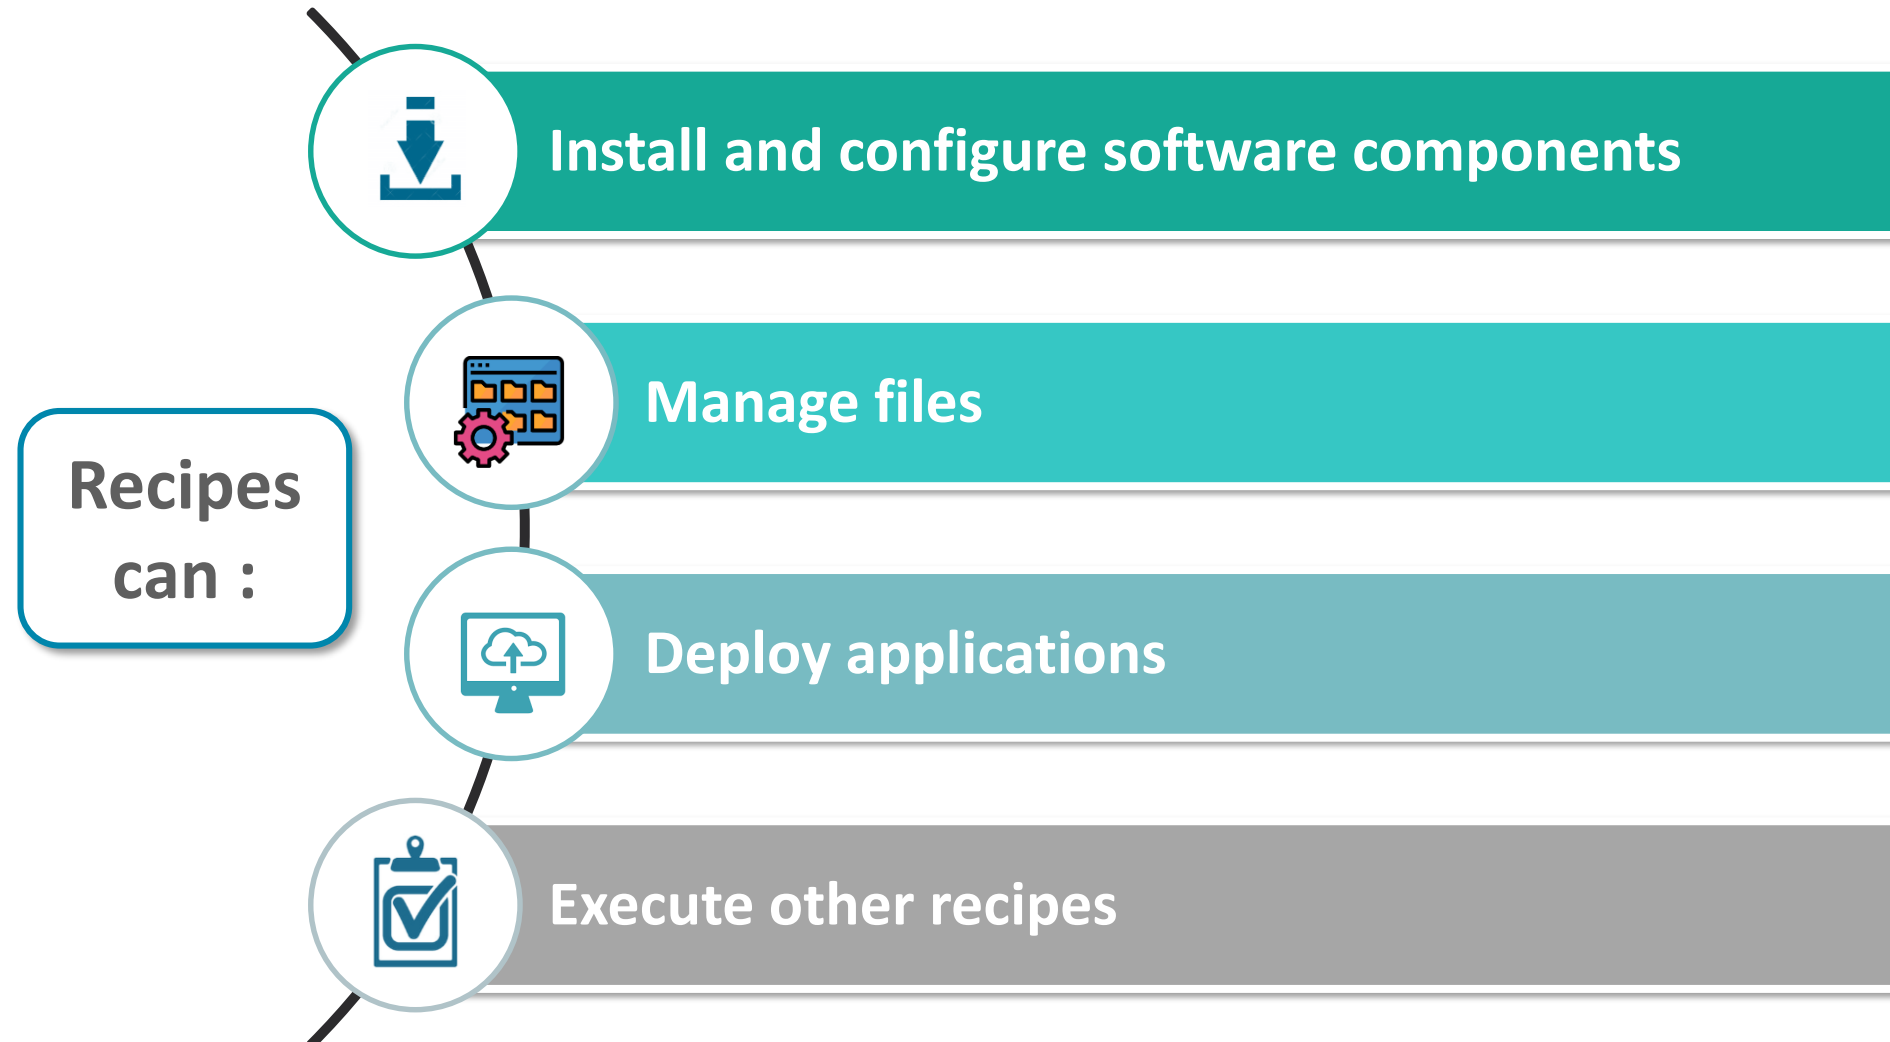 Install and configure software components
Manage files
Recipes
can :
Deploy applications
Execute other recipes